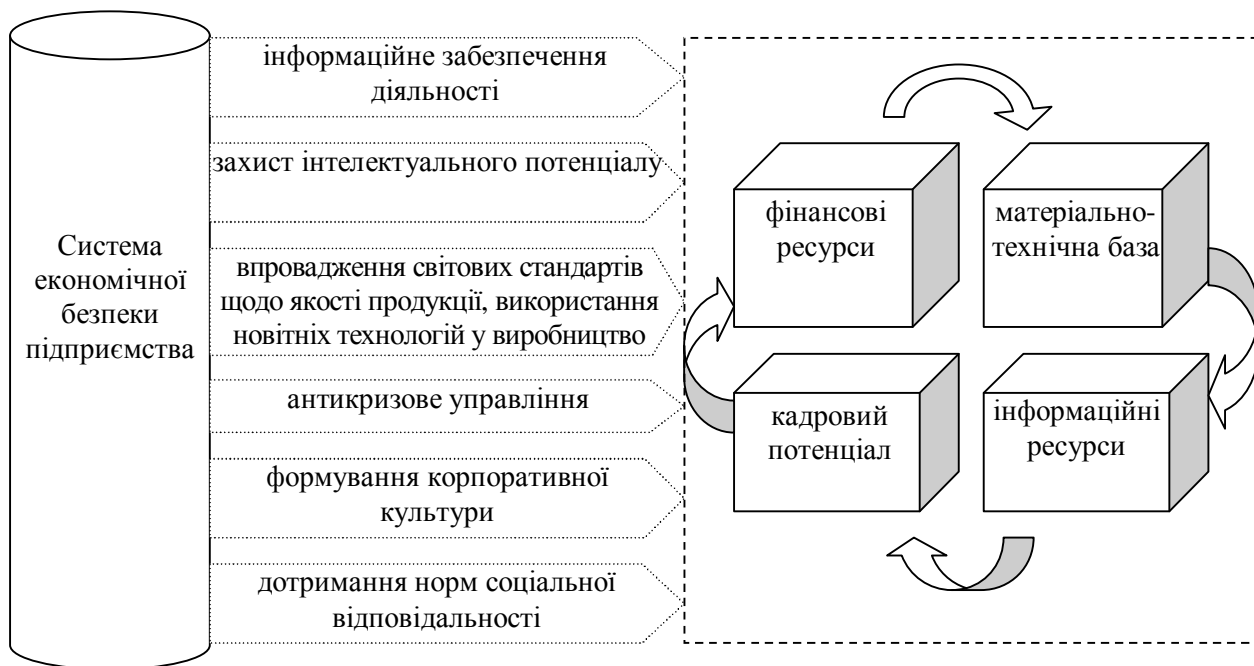 Система
економічної
безпеки
підприємства
інформаційне забезпечення
діяльності
захист інтелектуального потенціалу
впровадження світових стандартів
щодо якості продукції, використання
новітніх технологій у виробництво
антикризове управління
формування корпоративної
культури
дотримання норм соціальної
відповідальності
фінансові
ресурси
матеріально-
технічна база
кадровий
потенціал
інформаційні
ресурси